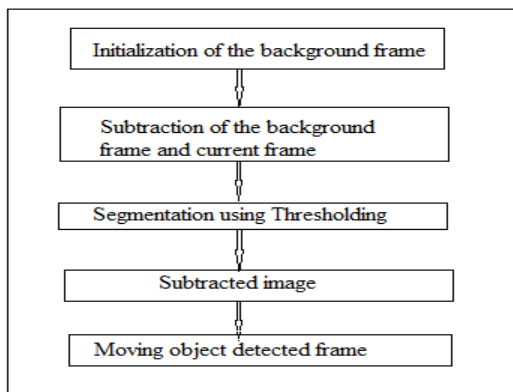 Initialization of the background frame
Subtraction of the background
frame and current frame
Segmentation using Thresholding
Subtracted image
Moving object detected frame